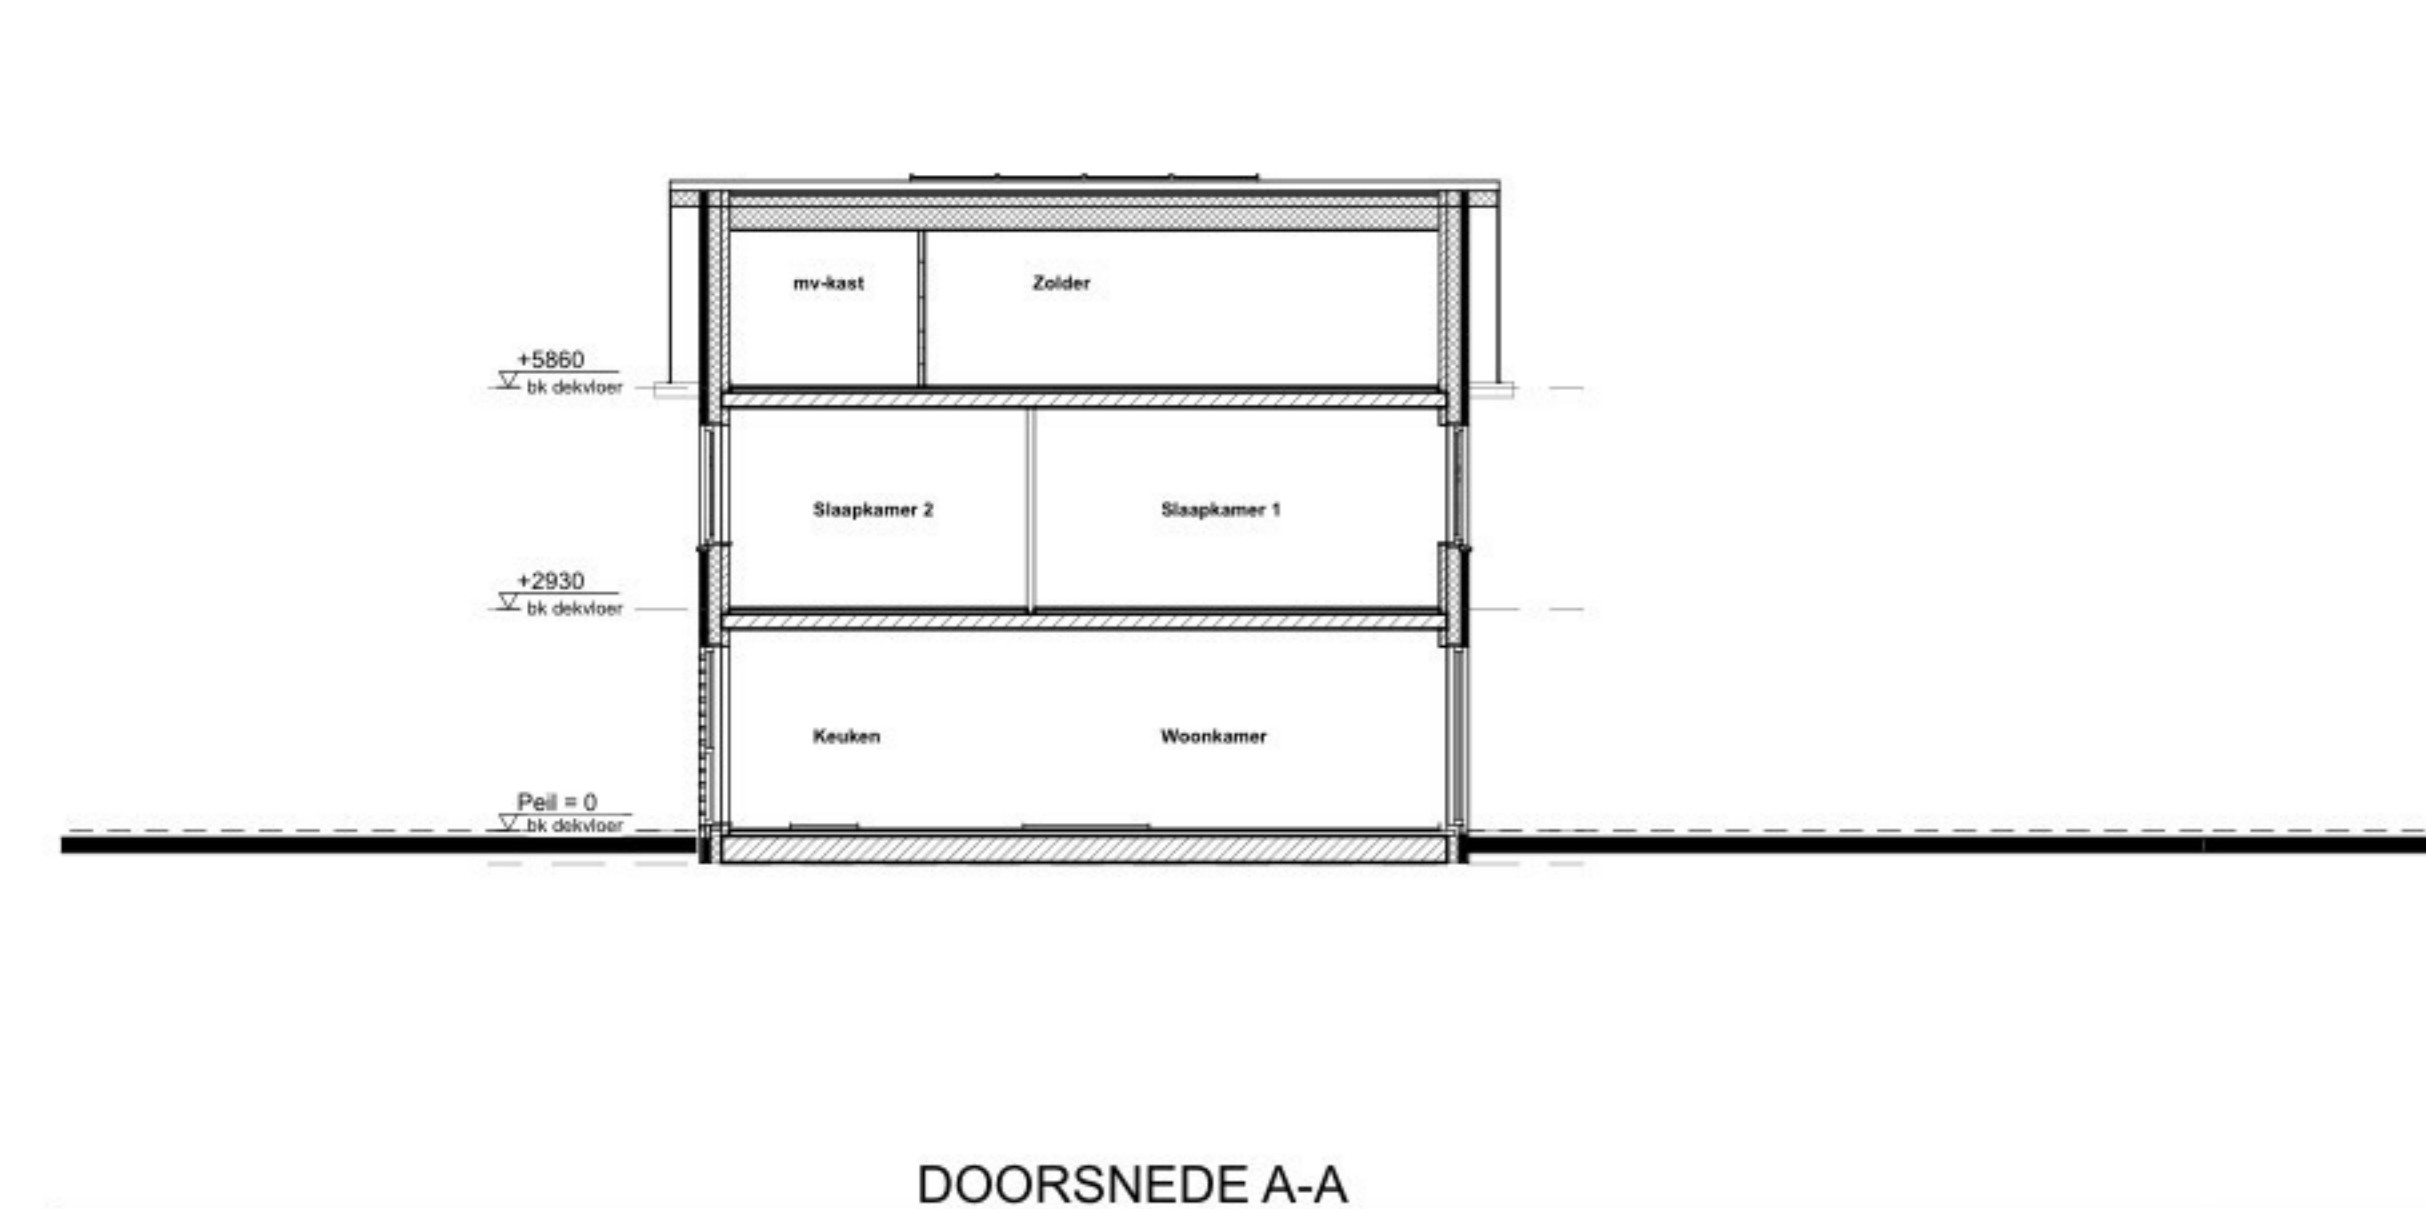 mv-kast
Zolder
+5860
bk dekvloer
Slaapkamer 2
Slaapkamer 1
+2930
bk dekvloer
Keuken
Woonkamer
Peil = 0
bk dekvloer
DOORSNEDE A-A